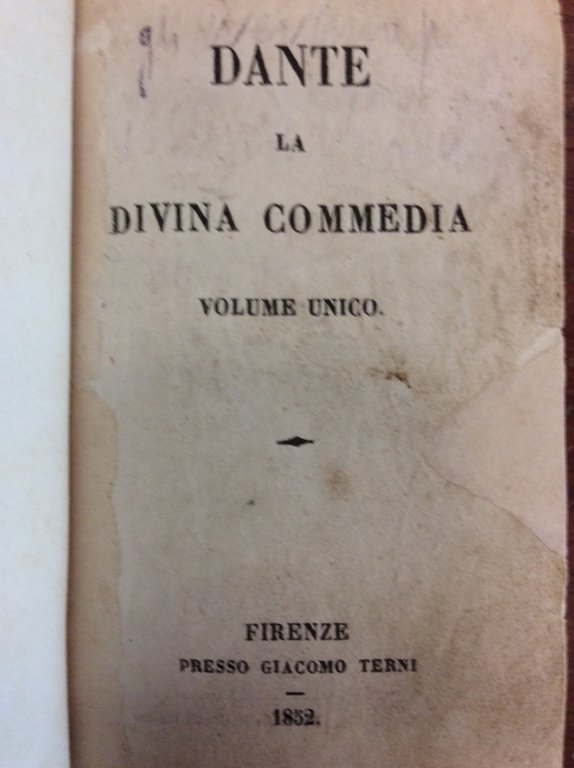 DANTE
LA
DIVINA COMMEDIA
VOLUME UNICO.
FIRENZE
PRESSO GIACOMO TERNI
1852.